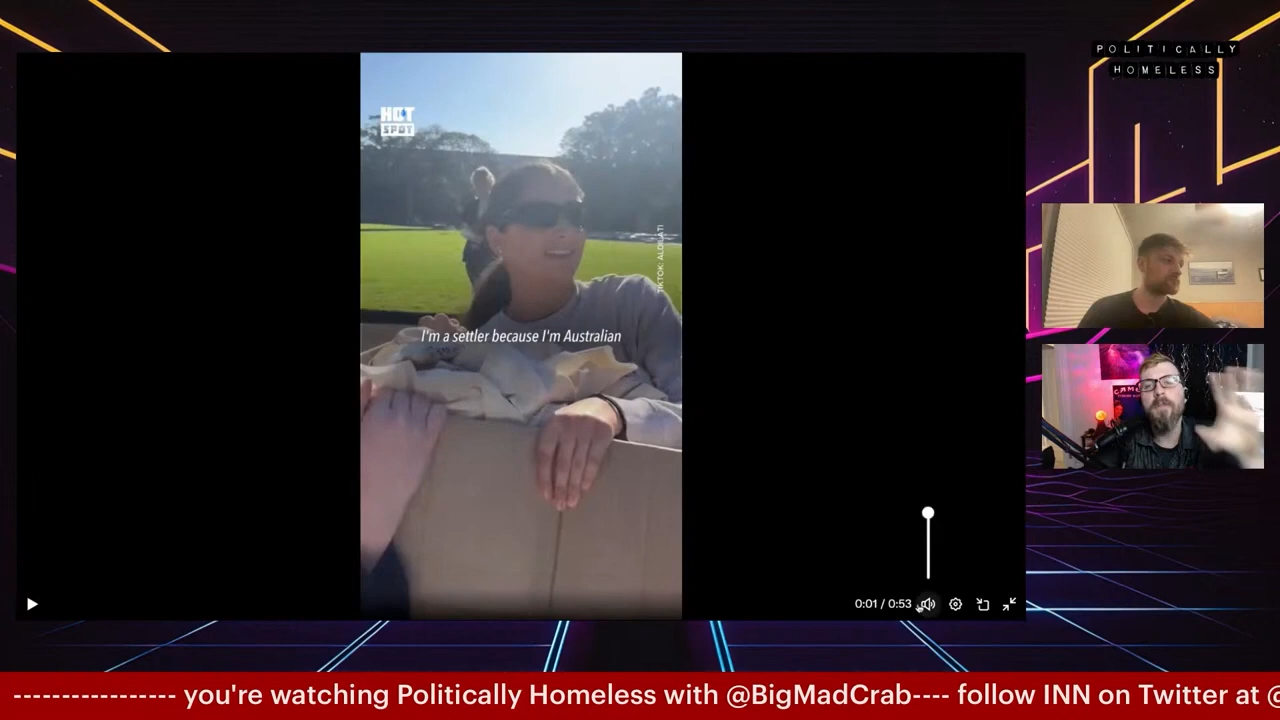 POLITICALLY
HOMELESS
HOT
SPOT
TIKTOK: ALDILATI
I'm a settler because I'm Australian
0:01 / 0:53
---------------- you're watching Politically Homeless with @BigMadCrab---- follow INN on Twitter at @